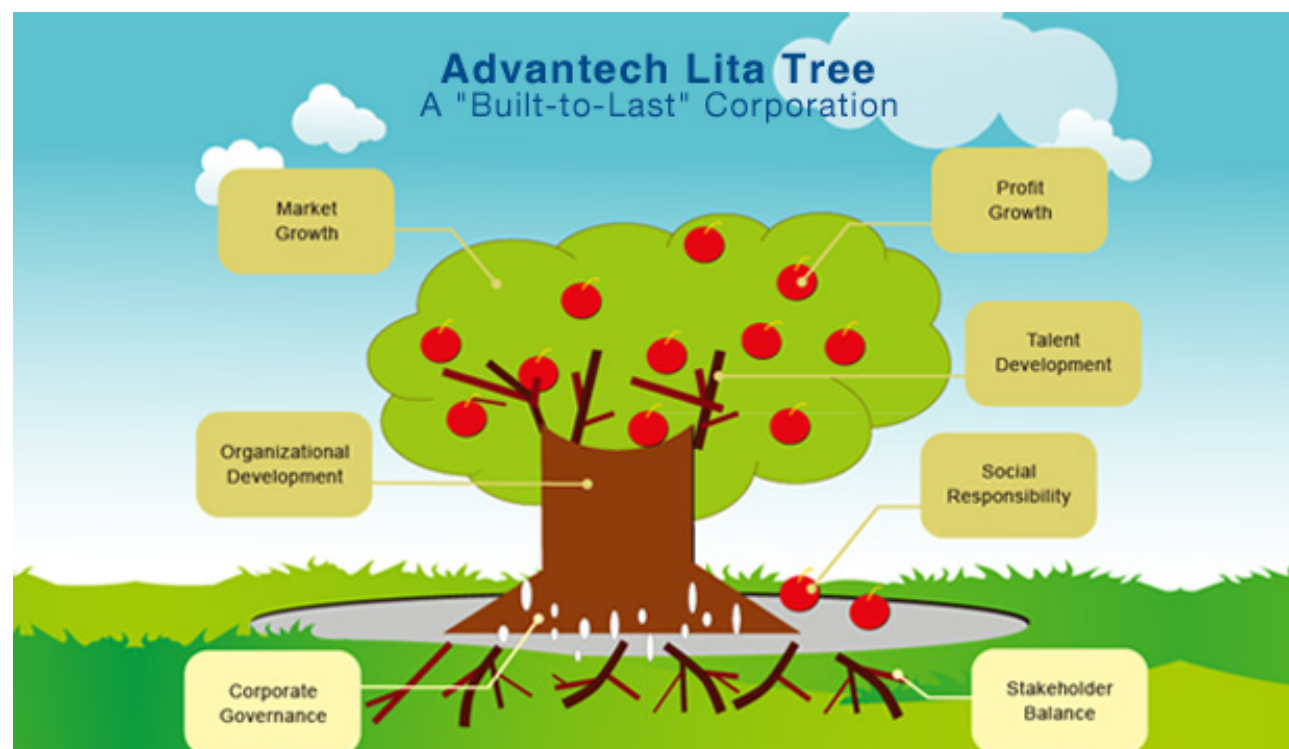 Advantech Lita Tree
A "Built-to-Last" Corporation
Market
Growth
Profit
Growth
Talent
Development
Organizational
Development
Social
Responsibility
Corporate
Governance
Stakeholder
Balance